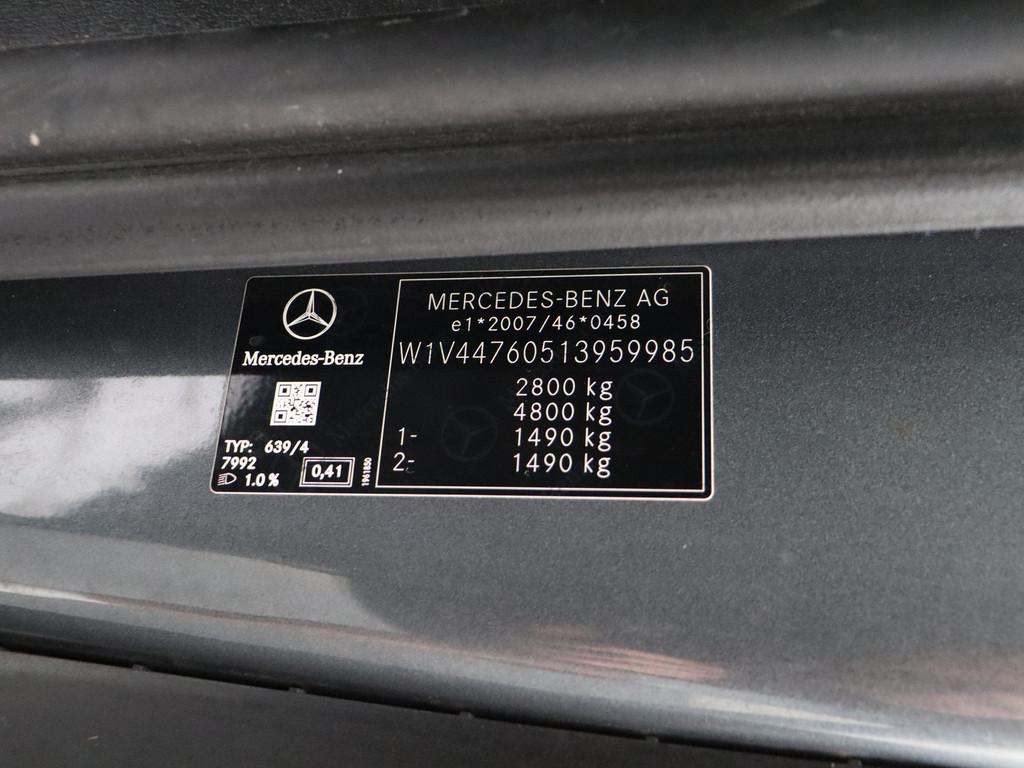 Mercedes-Benz
TYP: 639/4
7992
1.0 %
0,41
1961850
MERCEDES-BENZ AG
e1*2007/46*0458
W1V44760513959985
2800 kg
4800 kg
1- 1490 kg
2- 1490 kg